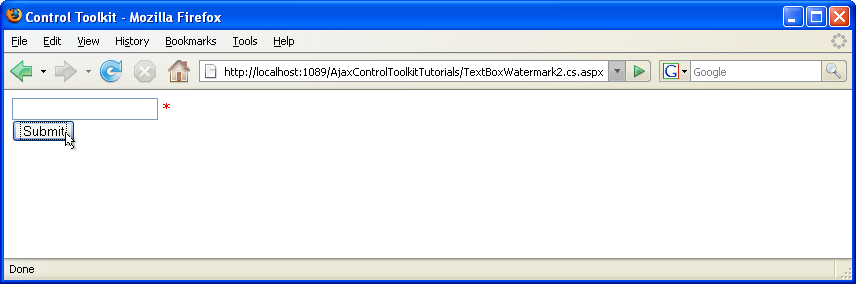 Control Toolkit - Mozilla Firefox
File Edit View History Bookmarks Tools Help
http://localhost:1089/AjaxControlToolkitTutorials/TextBoxWatermark2.cs.aspx G Google
*
Submit
Done